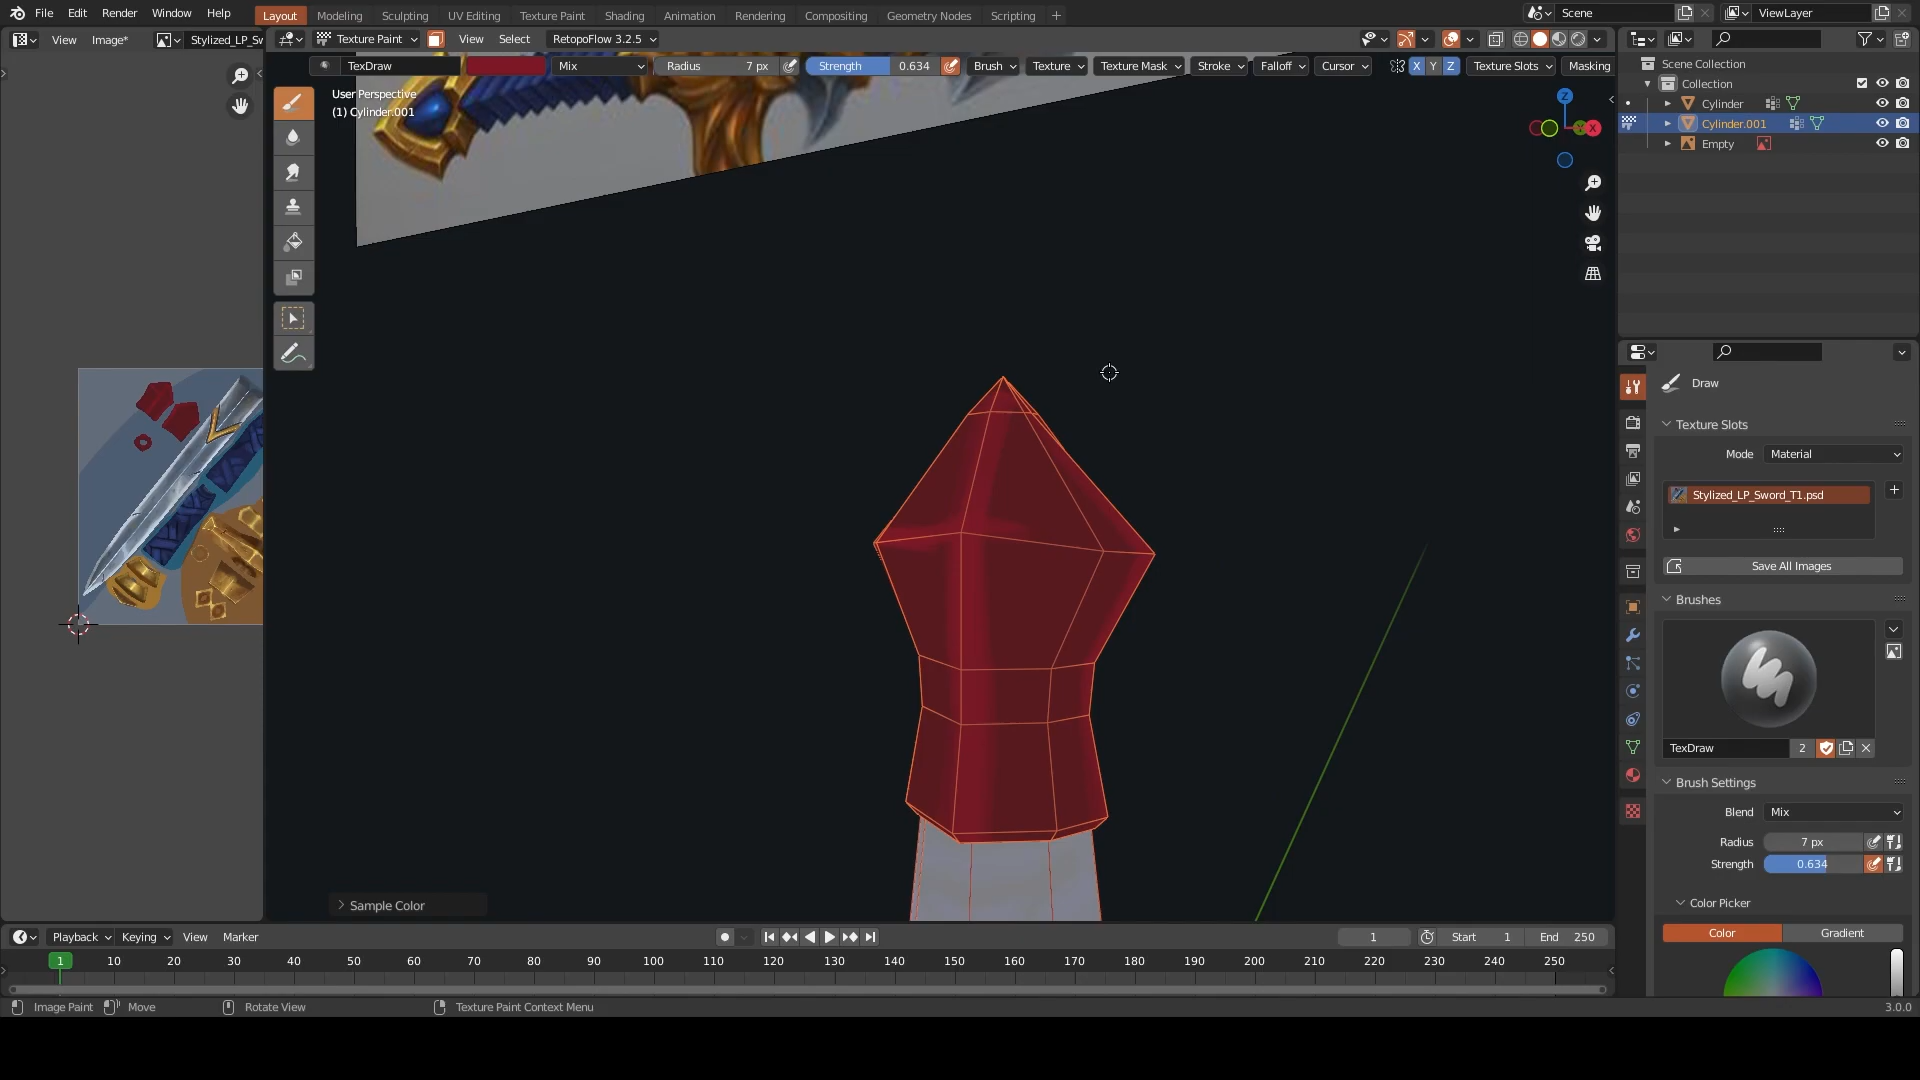 File Edit Render Window Help Layout Modeling Sculpting UV Editing Texture Paint Shading Animation Rendering Compositing Geometry Nodes Scripting + Scene ViewLayer
View Image* Stylized_LP_Sw Texture Paint View Select RetopoFlow 3.2.5
TexDraw Mix Radius 7 px Strength 0.634 Brush Texture Texture Mask Stroke Falloff Cursor X Y Z Texture Slots Masking
User Perspective
(1) Cylinder.001
Z
X
Scene Collection
Collection
Cylinder
Cylinder.001
Empty
Draw
Texture Slots
Mode Material
Stylized_LP_Sword_T1.psd
Save All Images
Brushes
TexDraw 2
Brush Settings
Blend Mix
Radius 7 px
Strength 0.634
Color Picker
Color Gradient
Sample Color
Playback Keying View Marker 1 Start 1 End 250
1 10 20 30 40 50 60 70 80 90 100 110 120 130 140 150 160 170 180 190 200 210 220 230 240 250
Image Paint Move Rotate View Texture Paint Context Menu 3.0.0